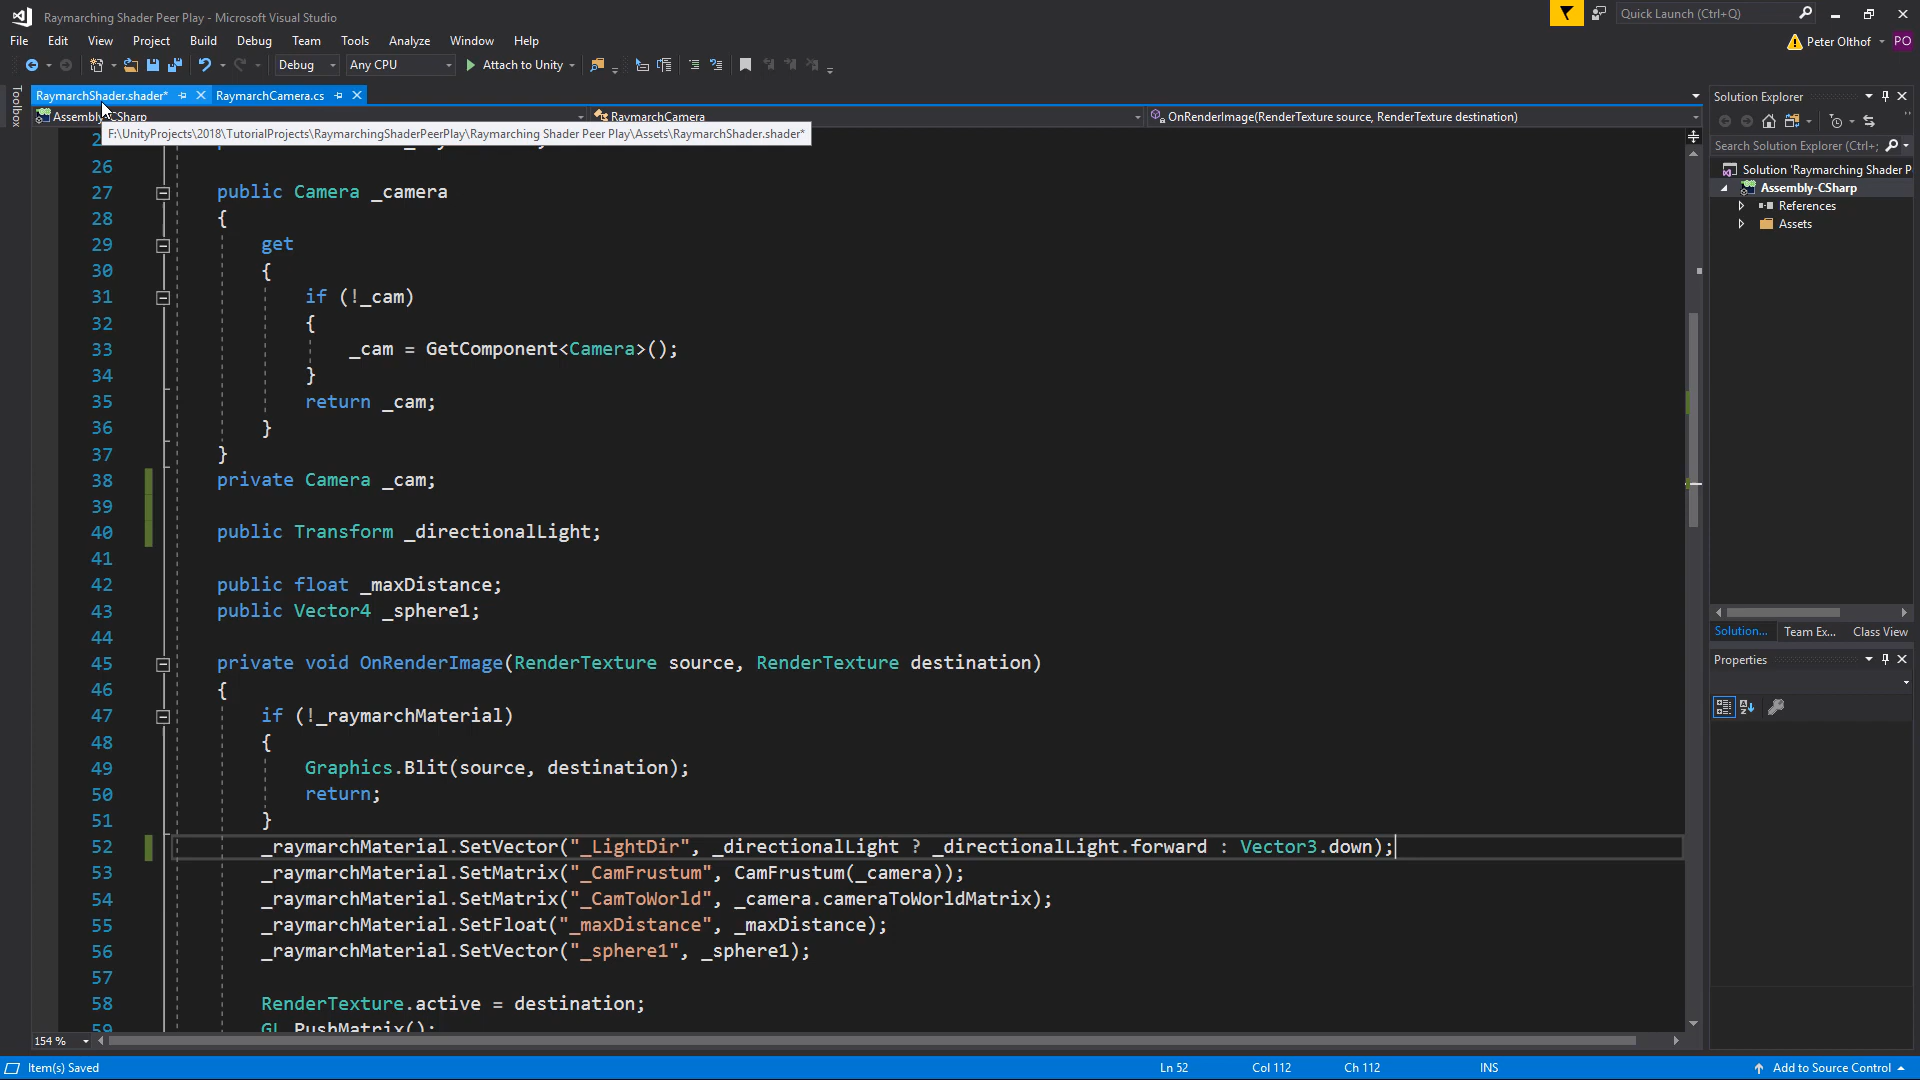 Raymarching Shader Peer Play - Microsoft Visual Studio
Quick Launch (Ctrl+Q)
File Edit View Project Build Debug Team Tools Analyze Window Help
Peter Olthof PO
Debug Any CPU Attach to Unity
Toolbox
RaymarchShader.shader* RaymarchCamera.cs
Assembly-CSharp RaymarchCamera OnRenderImage(RenderTexture source, RenderTexture destination)
F:\UnityProjects\2018\TutorialProjects\RaymarchingShaderPeerPlay\Raymarching Shader Peer Play\Assets\RaymarchShader.shader*
26
27 public Camera _camera
28 {
29 get
30 {
31 if (!_cam)
32 {
33 _cam = GetComponent<Camera>();
34 }
35 return _cam;
36 }
37 }
38 private Camera _cam;
39
40 public Transform _directionalLight;
41
42 public float _maxDistance;
43 public Vector4 _sphere1;
44
45 private void OnRenderImage(RenderTexture source, RenderTexture destination)
46 {
47 if (!_raymarchMaterial)
48 {
49 Graphics.Blit(source, destination);
50 return;
51 }
52 _raymarchMaterial.SetVector("_LightDir", _directionalLight ? _directionalLight.forward : Vector3.down);
53 _raymarchMaterial.SetMatrix("_CamFrustum", CamFrustum(_camera));
54 _raymarchMaterial.SetMatrix("_CamToWorld", _camera.cameraToWorldMatrix);
55 _raymarchMaterial.SetFloat("_maxDistance", _maxDistance);
56 _raymarchMaterial.SetVector("_sphere1", _sphere1);
57
58 RenderTexture.active = destination;
59 GL.PushMatrix();
154 %
Solution Explorer
Search Solution Explorer (Ctrl+;
Solution 'Raymarching Shader P
Assembly-CSharp
References
Assets
Solution... Team Ex... Class View
Properties
Item(s) Saved Ln 52 Col 112 Ch 112 INS Add to Source Control